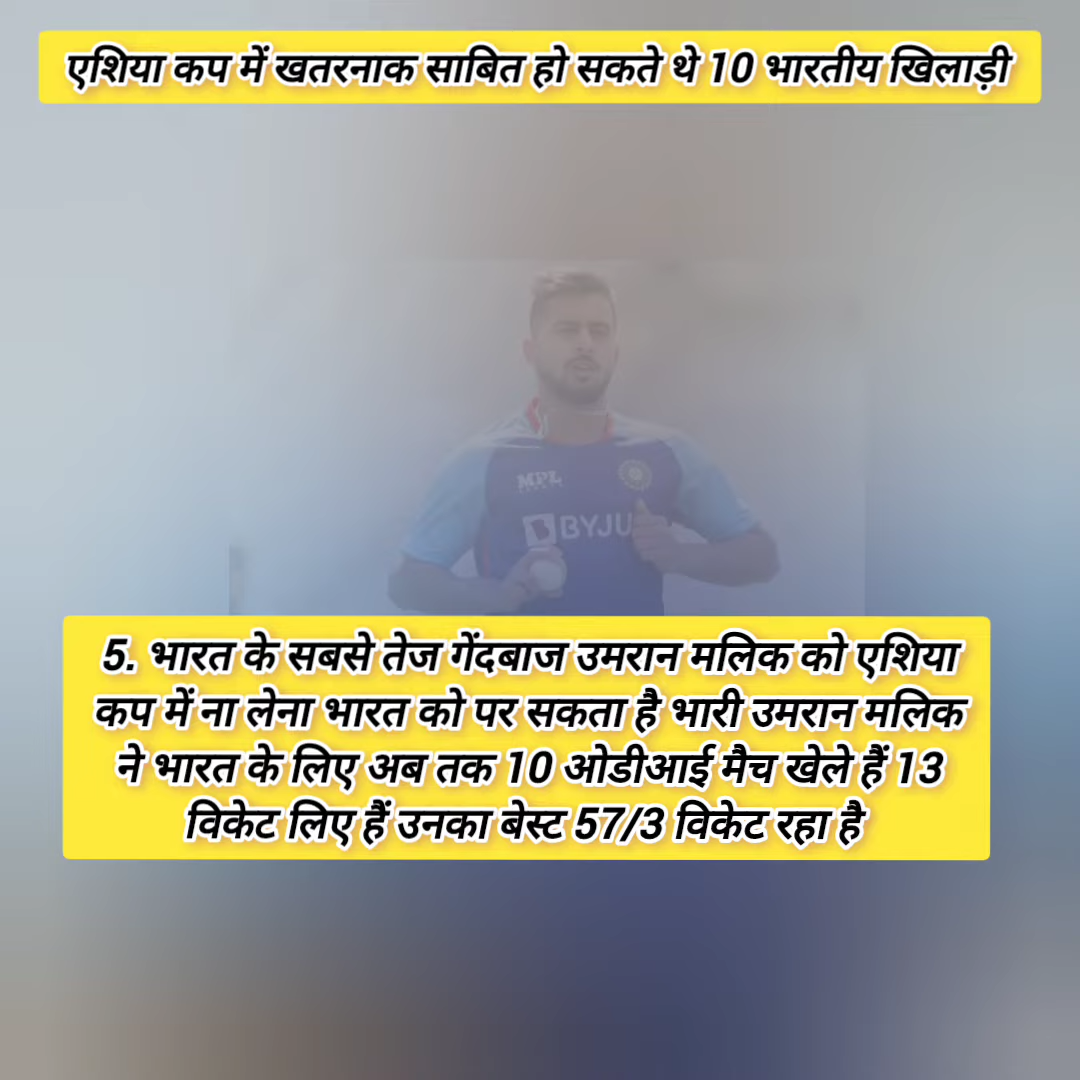 एशिया कप में खतरनाक साबित हो सकते थे 10 भारतीय खिलाड़ी
MPL
BYJU
5. भारत के सबसे तेज गेंदबाज उमरान मलिक को एशिया
कप में ना लेना भारत को पर सकता है भारी उमरान मलिक
ने भारत के लिए अब तक 10 ओडीआई मैच खेले हैं 13
विकेट लिए हैं उनका बेस्ट 57/3 विकेट रहा है